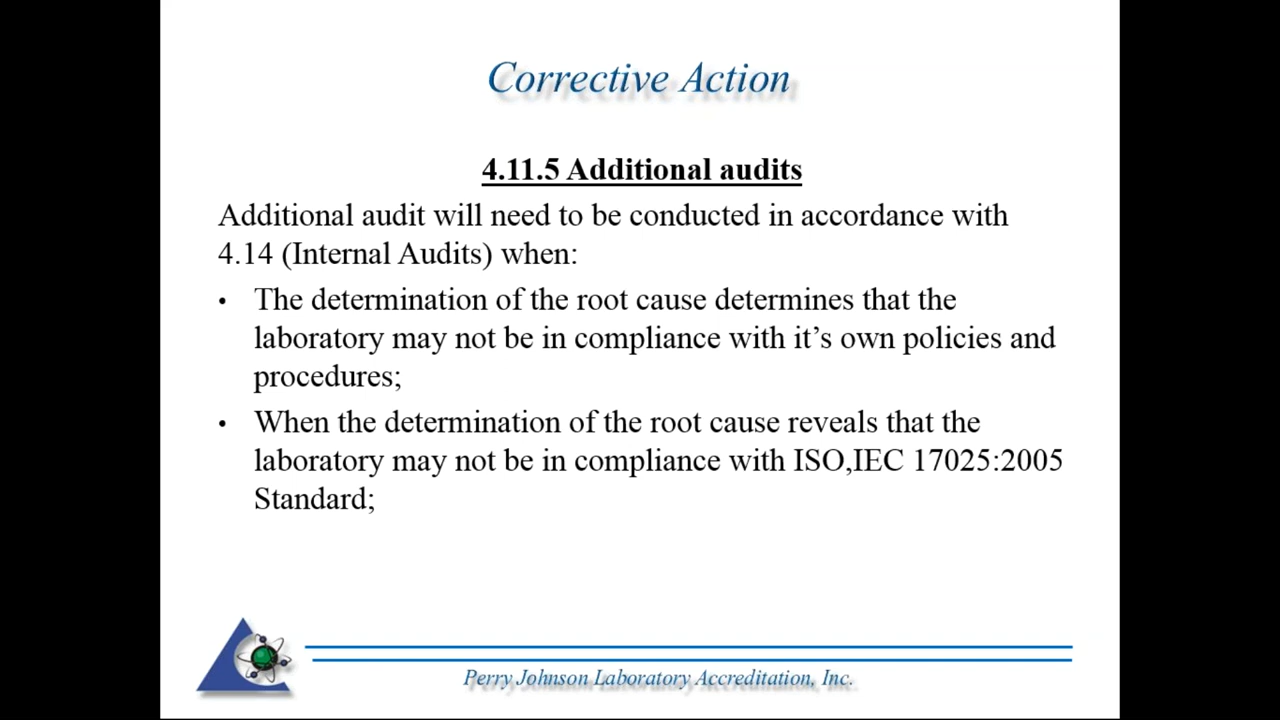 Corrective Action
4.11.5 Additional audits
Additional audit will need to be conducted in accordance with
4.14 (Internal Audits) when:
• The determination of the root cause determines that the
laboratory may not be in compliance with it’s own policies and
procedures;
• When the determination of the root cause reveals that the
laboratory may not be in compliance with ISO,IEC 17025:2005
Standard;
Perry Johnson Laboratory Accreditation, Inc.